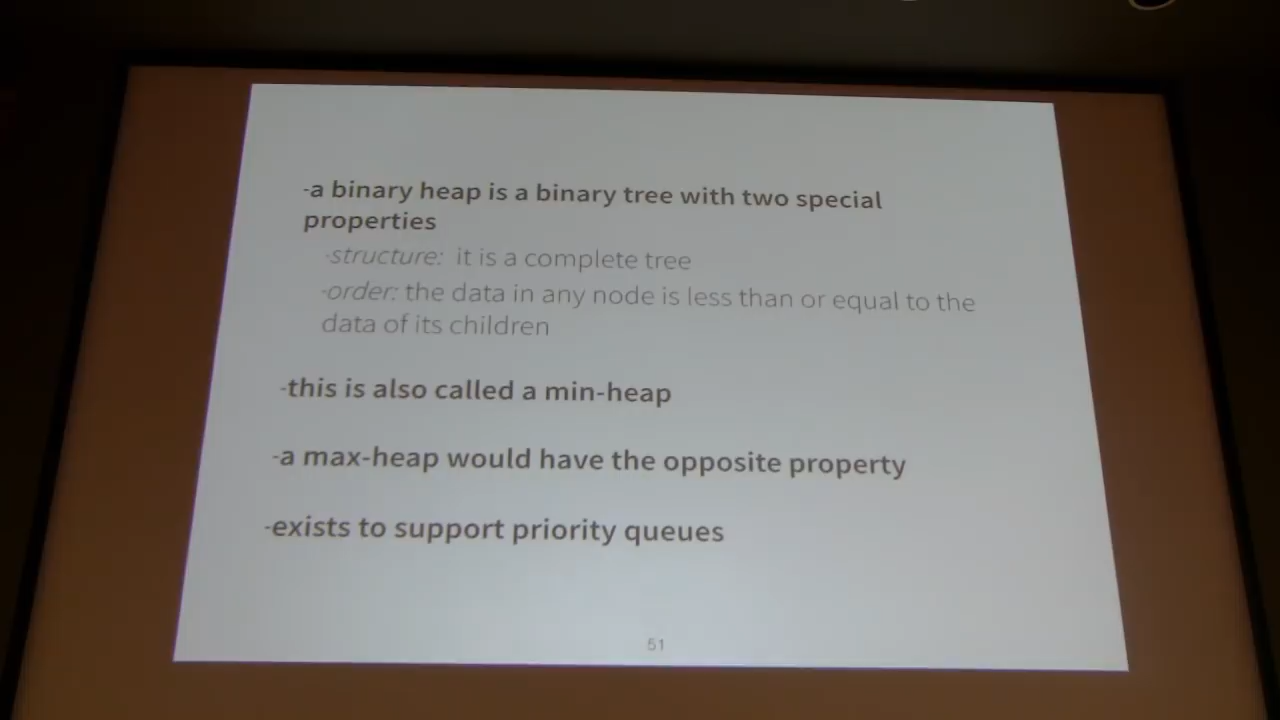 -a binary heap is a binary tree with two special
properties
-structure: it is a complete tree
-order: the data in any node is less than or equal to the
data of its children
-this is also called a min-heap
-a max-heap would have the opposite property
-exists to support priority queues
51